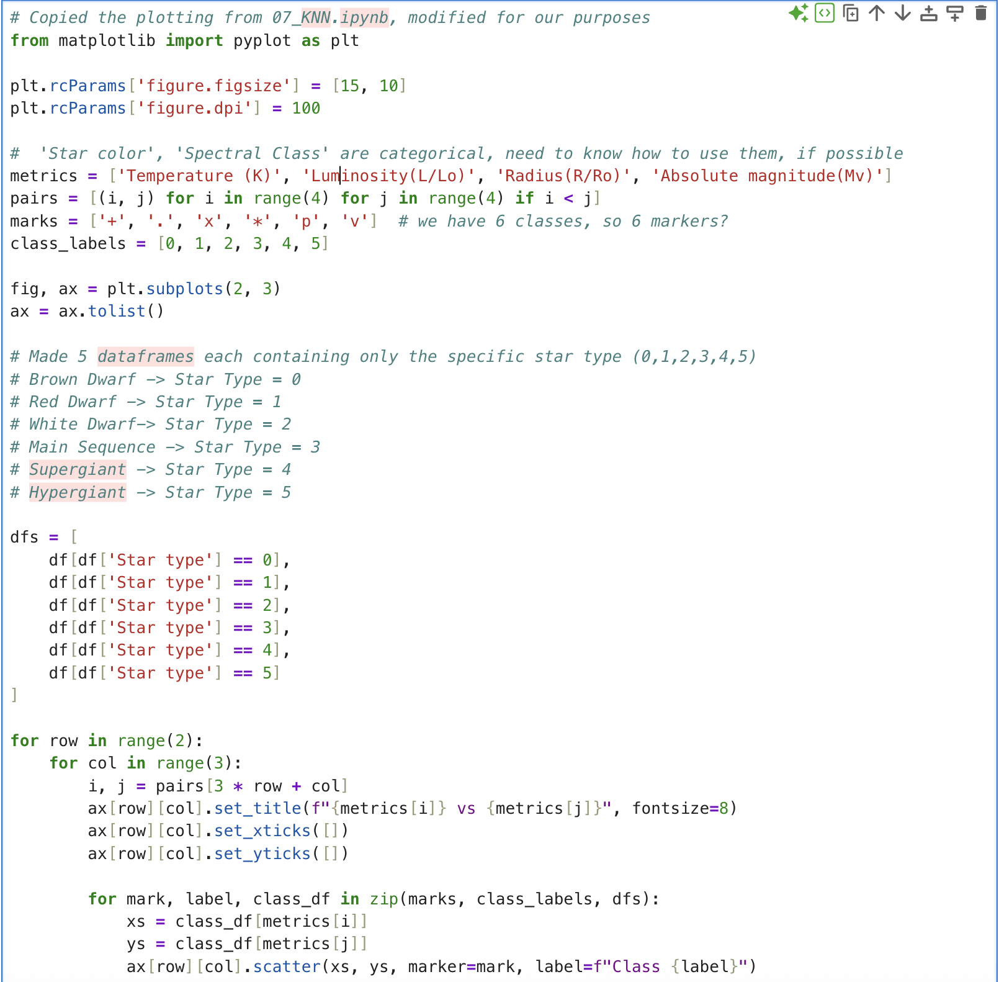 # Copied the plotting from 07_KNN.ipynb, modified for our purposes
from matplotlib import pyplot as plt

plt.rcParams['figure.figsize'] = [15, 10]
plt.rcParams['figure.dpi'] = 100

#  'Star color', 'Spectral Class' are categorical, need to know how to use them, if possible
metrics = ['Temperature (K)', 'Luminosity(L/Lo)', 'Radius(R/Ro)', 'Absolute magnitude(Mv)']
pairs = [(i, j) for i in range(4) for j in range(4) if i < j]
marks = ['+', '.', 'x', '*', 'p', 'v']  # we have 6 classes, so 6 markers?
class_labels = [0, 1, 2, 3, 4, 5]

fig, ax = plt.subplots(2, 3)
ax = ax.tolist()

# Made 5 dataframes each containing only the specific star type (0,1,2,3,4,5)
# Brown Dwarf -> Star Type = 0
# Red Dwarf -> Star Type = 1
# White Dwarf-> Star Type = 2
# Main Sequence -> Star Type = 3
# Supergiant -> Star Type = 4
# Hypergiant -> Star Type = 5

dfs = [
    df[df['Star type'] == 0],
    df[df['Star type'] == 1],
    df[df['Star type'] == 2],
    df[df['Star type'] == 3],
    df[df['Star type'] == 4],
    df[df['Star type'] == 5]
]

for row in range(2):
    for col in range(3):
        i, j = pairs[3 * row + col]
        ax[row][col].set_title(f"{metrics[i]} vs {metrics[j]}", fontsize=8)
        ax[row][col].set_xticks([])
        ax[row][col].set_yticks([])

        for mark, label, class_df in zip(marks, class_labels, dfs):
            xs = class_df[metrics[i]]
            ys = class_df[metrics[j]]
            ax[row][col].scatter(xs, ys, marker=mark, label=f"Class {label}")